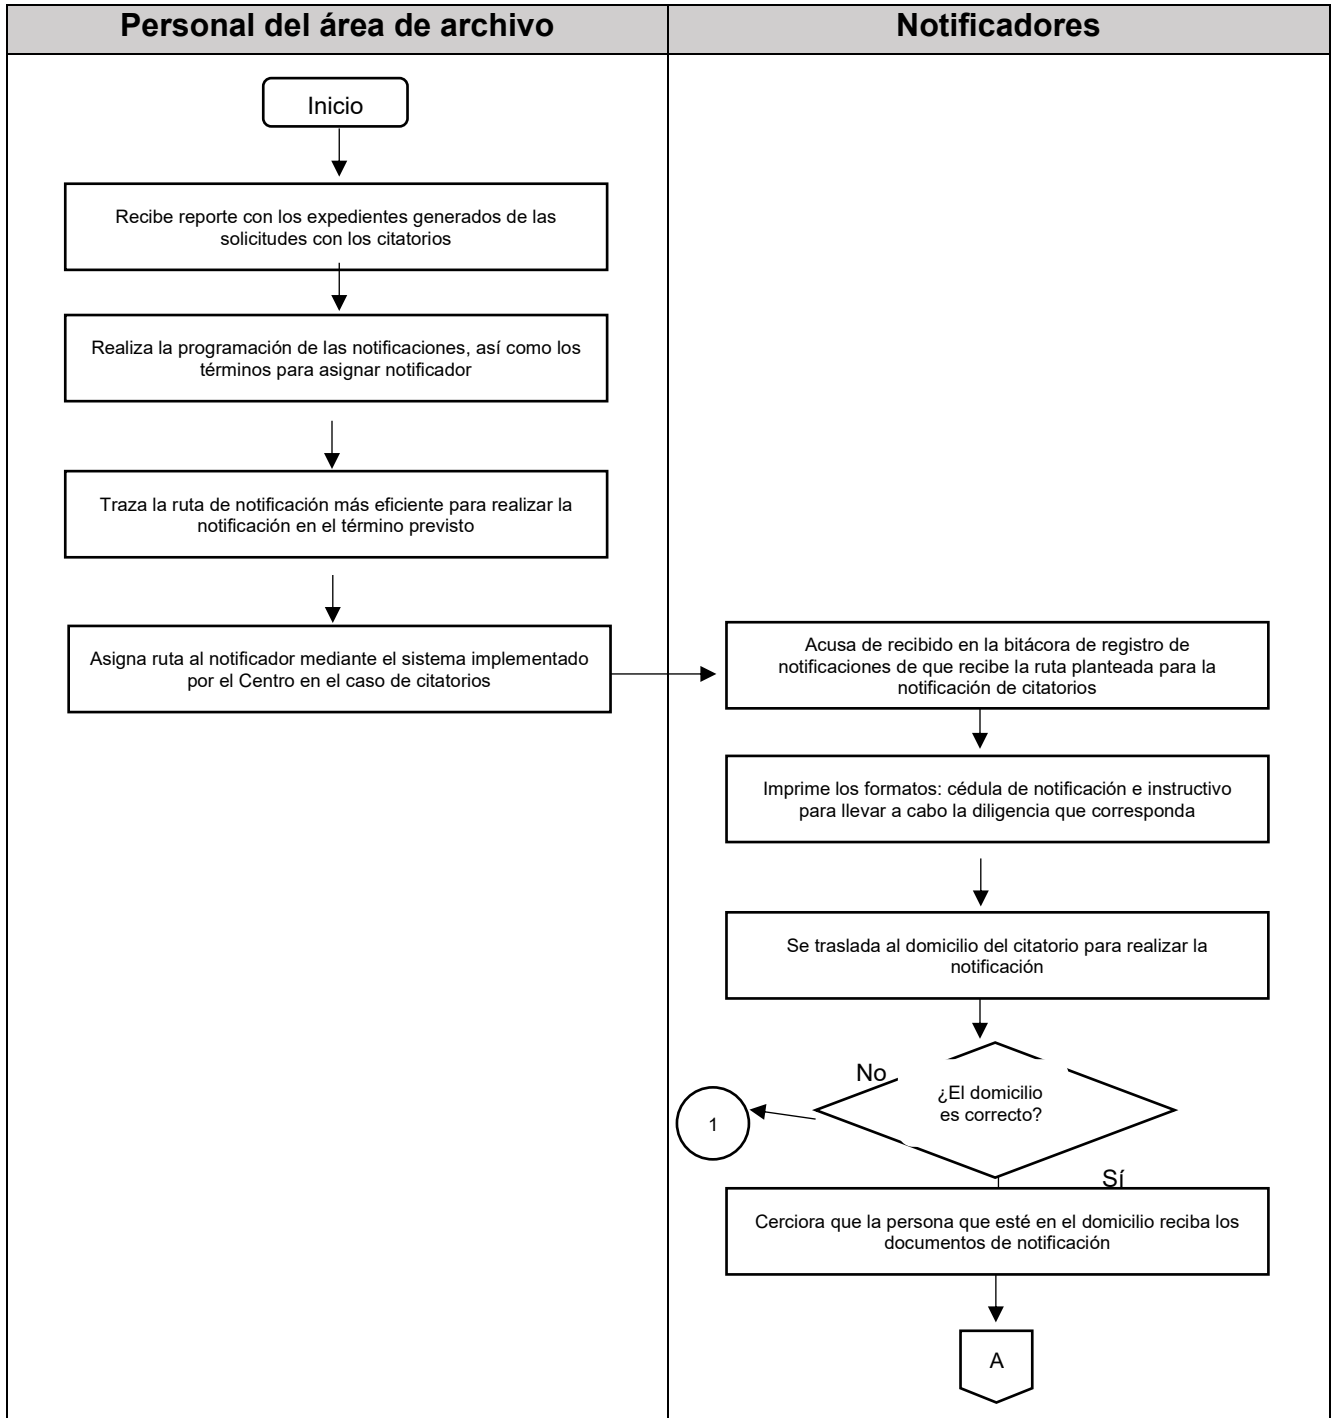 Personal del área de archivo
Notificadores
Inicio
Recibe reporte con los expedientes generados de las
solicitudes con los citatorios
Realiza la programación de las notificaciones, así como los
términos para asignar notificador
Traza la ruta de notificación más eficiente para realizar la
notificación en el término previsto
Asigna ruta al notificador mediante el sistema implementado
por el Centro en el caso de citatorios
Acusa de recibido en la bitácora de registro de
notificaciones de que recibe la ruta planteada para la
notificación de citatorios
Imprime los formatos: cédula de notificación e instructivo
para llevar a cabo la diligencia que corresponda
Se traslada al domicilio del citatorio para realizar la
notificación
No
¿El domicilio
es correcto?
1
Sí
Cerciora que la persona que esté en el domicilio reciba los
documentos de notificación
A